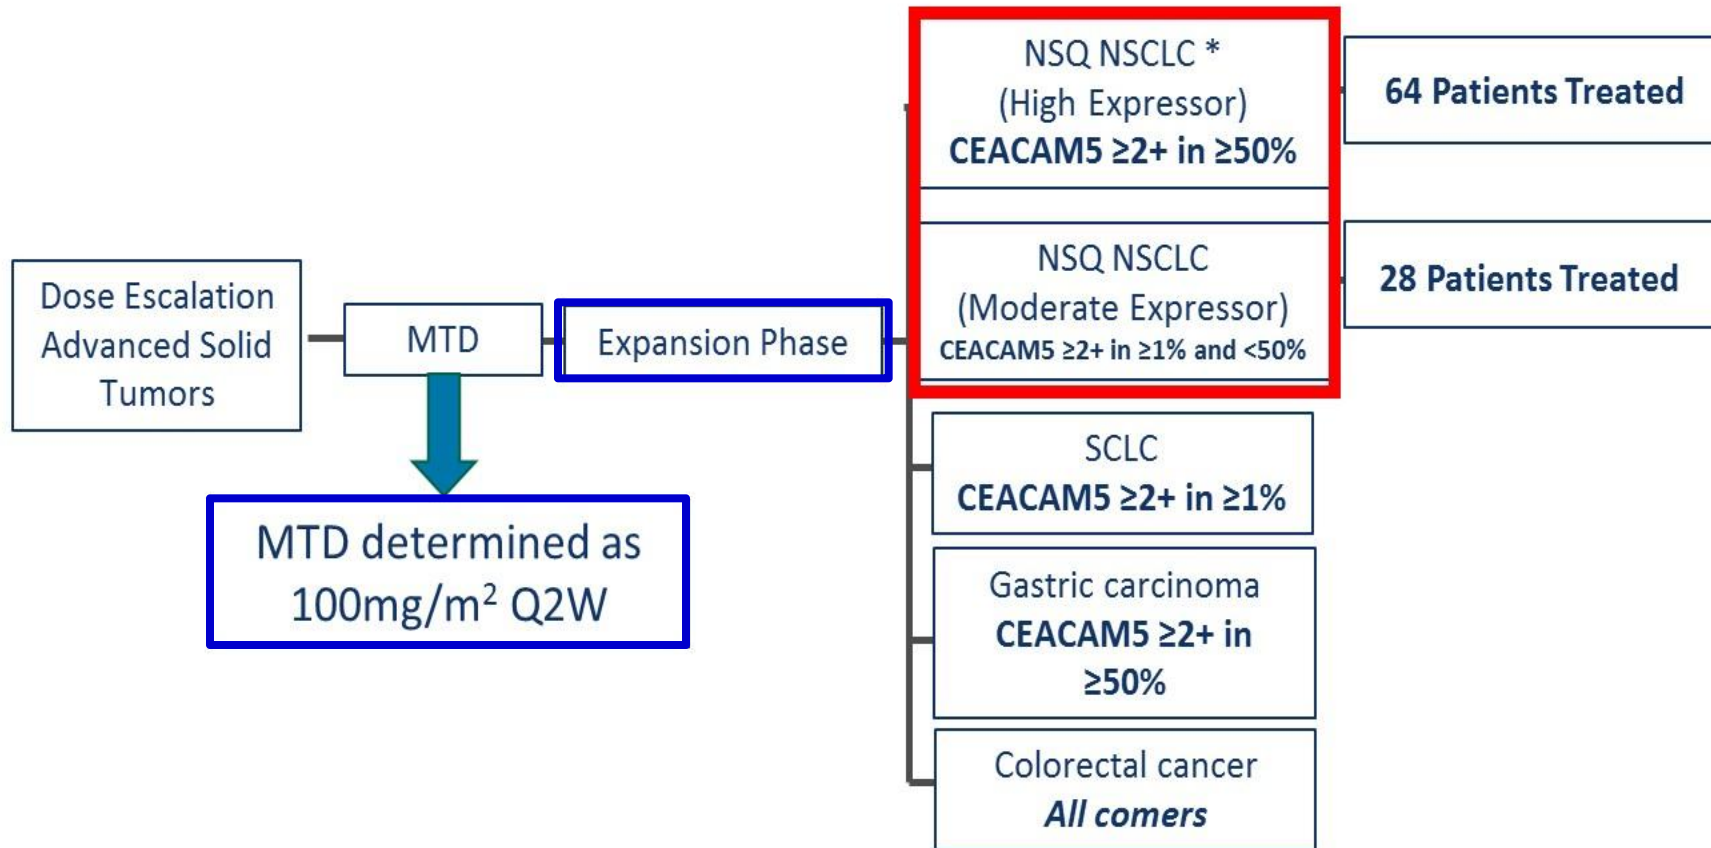 Dose Escalation
Advanced Solid
Tumors
MTD
MTD determined as
100mg/m² Q2W
Expansion Phase
NSQ NSCLC *
(High Expressor)
CEACAM5 ≥2+ in ≥50%
64 Patients Treated
NSQ NSCLC
(Moderate Expressor)
CEACAM5 ≥2+ in ≥1% and <50%
28 Patients Treated
SCLC
CEACAM5 ≥2+ in ≥1%
Gastric carcinoma
CEACAM5 ≥2+ in
≥50%
Colorectal cancer
All comers